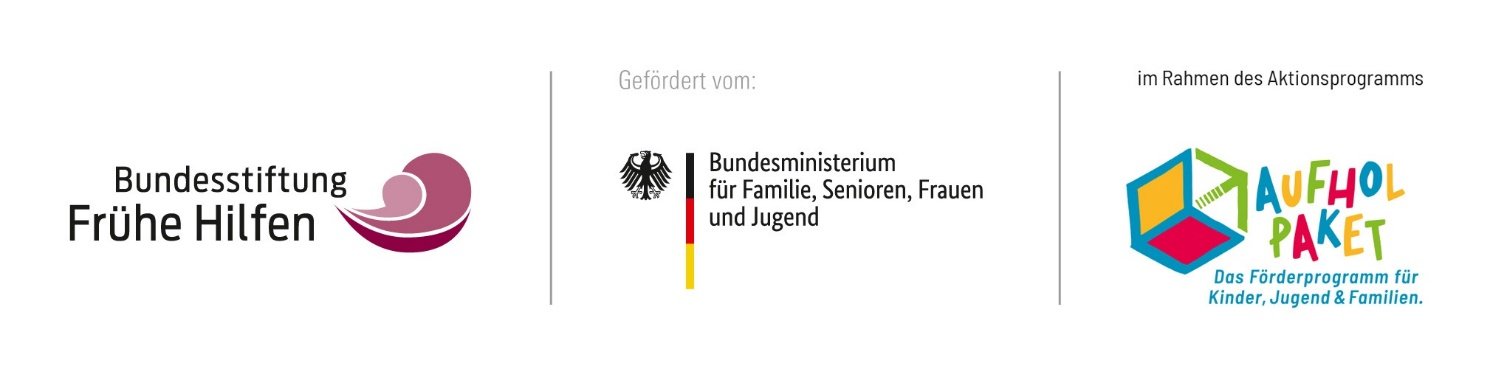 Bundesstiftung
Frühe Hilfen
Gefördert vom:
Bundesministerium
für Familie, Senioren, Frauen
und Jugend
im Rahmen des Aktionsprogramms
AUFHOL
PAKET
Das Förderprogramm für
Kinder, Jugend & Familien.